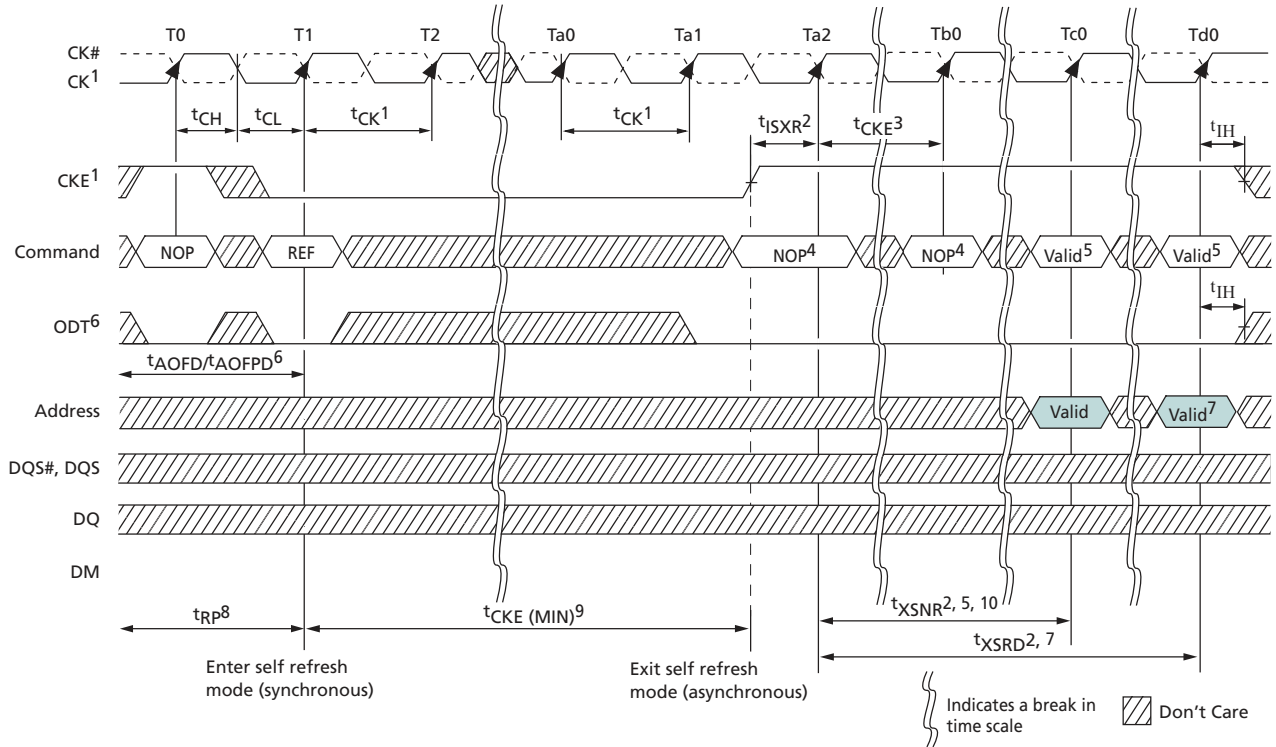 T0 T1 T2 Ta0 Ta1 Ta2 Tb0 Tc0 Td0
CK#
CK1
tCH tCL tCK1 tCK1 tISXR2 tCKE3 tIH
CKE1
Command NOP REF NOP4 NOP4 Valid5 Valid5
tIH
ODT6
tAOFD/tAOFPD6
Address Valid Valid7
DQS#, DQS
DQ
DM
tRP8 tCKE (MIN)9 tXSNR2, 5, 10
tXSRD2, 7
Enter self refresh
mode (synchronous)
Exit self refresh
mode (asynchronous)
Indicates a break in
time scale
Don't Care